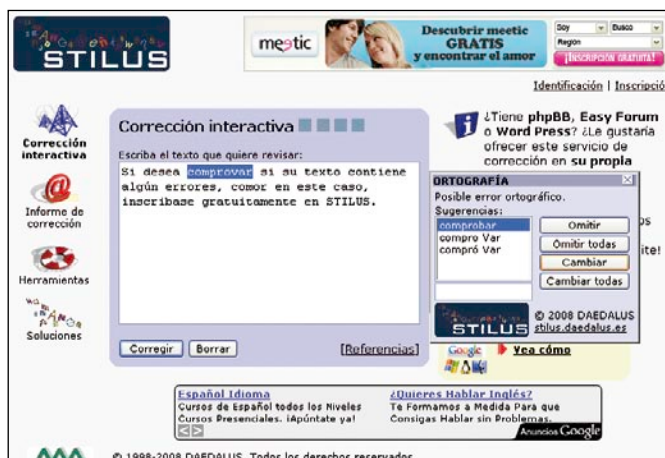 STILUS
meetic
Descubrir meetic
GRATIS
y encontrar el amor
Soy
Busco
Región
¡INSCRIPCIÓN GRATUITA!
Identificación | Inscripció
Corrección
interactiva
Informe de
corrección
Herramientas
Soluciones
Corrección interactiva
Escriba el texto que quiere revisar:
Si desea comprovar si su texto contiene
algún errores, comor en este caso,
inscríbase gratuitamente en STILUS.
Corregir
Borrar
[Referencias]
¿Tiene phpBB, Easy Forum
o Word Press? ¿Le gustaría
ofrecer este servicio de
corrección en su propia
os
ite!
ORTOGRAFÍA
Posible error ortográfico.
Sugerencias:
comprobar
compro Var
compró Var
Omitir
Omitir todas
Cambiar
Cambiar todas
STILUS
© 2008 DAEDALUS
stilus.daedalus.es
Google
Vea cómo
Español Idioma
Cursos de Español todos los Niveles
Cursos Presenciales. ¡Apúntate ya!
¿Quieres Hablar Inglés?
Te Formamos a Medida Para que
Consigas Hablar sin Problemas.
Anuncios Google
© 1998-2008 DAEDALUS. Todos los derechos reservados